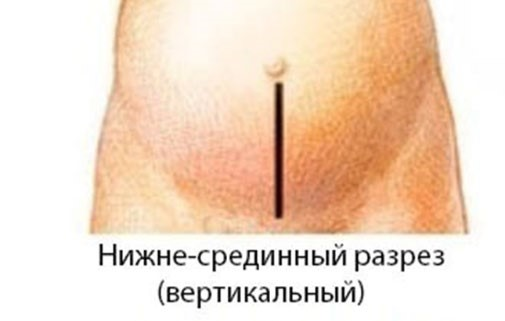 Нижне-срединный разрез
(вертикальный)